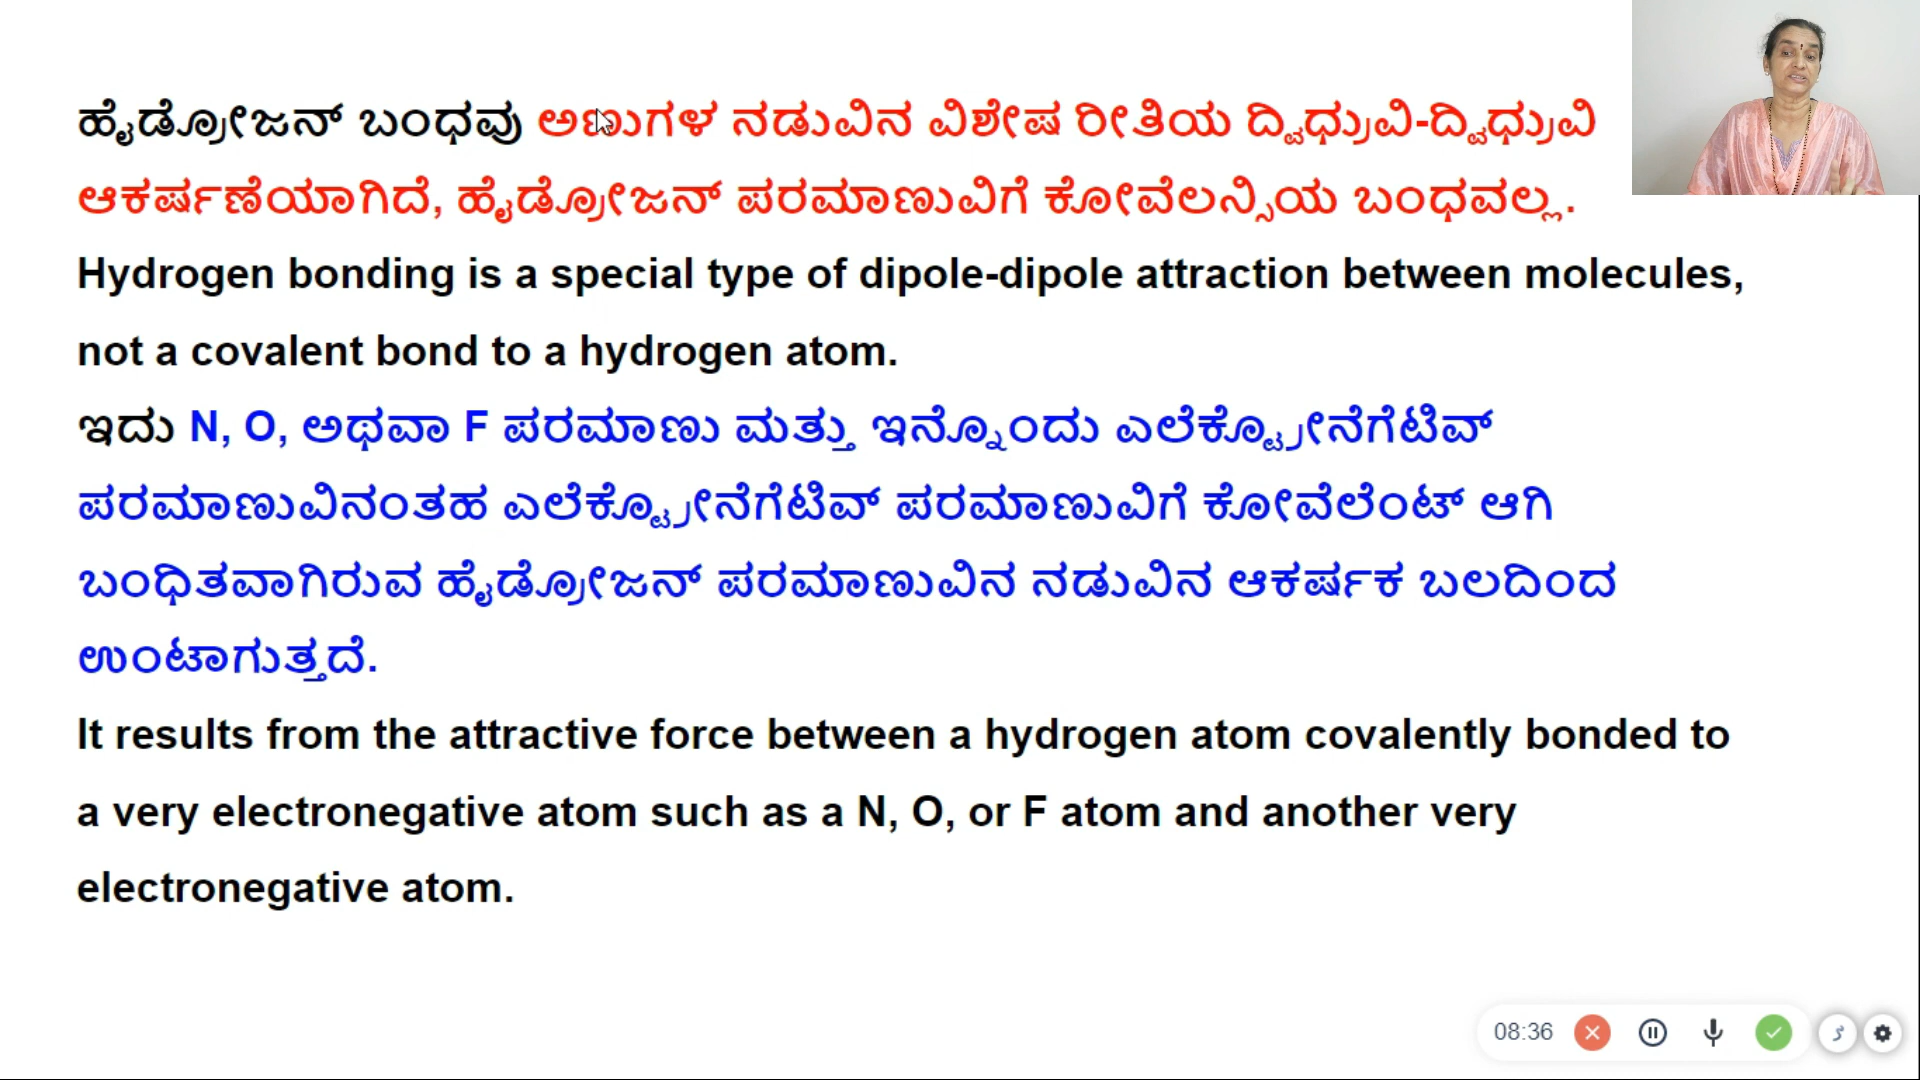 ಹೈಡ್ರೋಜನ್ ಬಂಧವು ಅಣುಗಳ ನಡುವಿನ ವಿಶೇಷ ರೀತಿಯ ದ್ವಿಧ್ರುವಿ-ದ್ವಿಧ್ರುವಿ
ಆಕರ್ಷಣೆಯಾಗಿದೆ, ಹೈಡ್ರೋಜನ್ ಪರಮಾಣುವಿಗೆ ಕೋವೆಲನ್ಸಿಯ ಬಂಧವಲ್ಲ.
Hydrogen bonding is a special type of dipole-dipole attraction between molecules,
not a covalent bond to a hydrogen atom.
ಇದು N, O, ಅಥವಾ F ಪರಮಾಣು ಮತ್ತು ಇನ್ನೊಂದು ಎಲೆಕ್ಟ್ರೋನೆಗೆಟಿವ್
ಪರಮಾಣುವಿನಂತಹ ಎಲೆಕ್ಟ್ರೋನೆಗೆಟಿವ್ ಪರಮಾಣುವಿಗೆ ಕೋವೆಲೆಂಟ್ ಆಗಿ
ಬಂಧಿತವಾಗಿರುವ ಹೈಡ್ರೋಜನ್ ಪರಮಾಣುವಿನ ನಡುವಿನ ಆಕರ್ಷಕ ಬಲದಿಂದ
ಉಂಟಾಗುತ್ತದೆ.
It results from the attractive force between a hydrogen atom covalently bonded to
a very electronegative atom such as a N, O, or F atom and another very
electronegative atom.
08:36